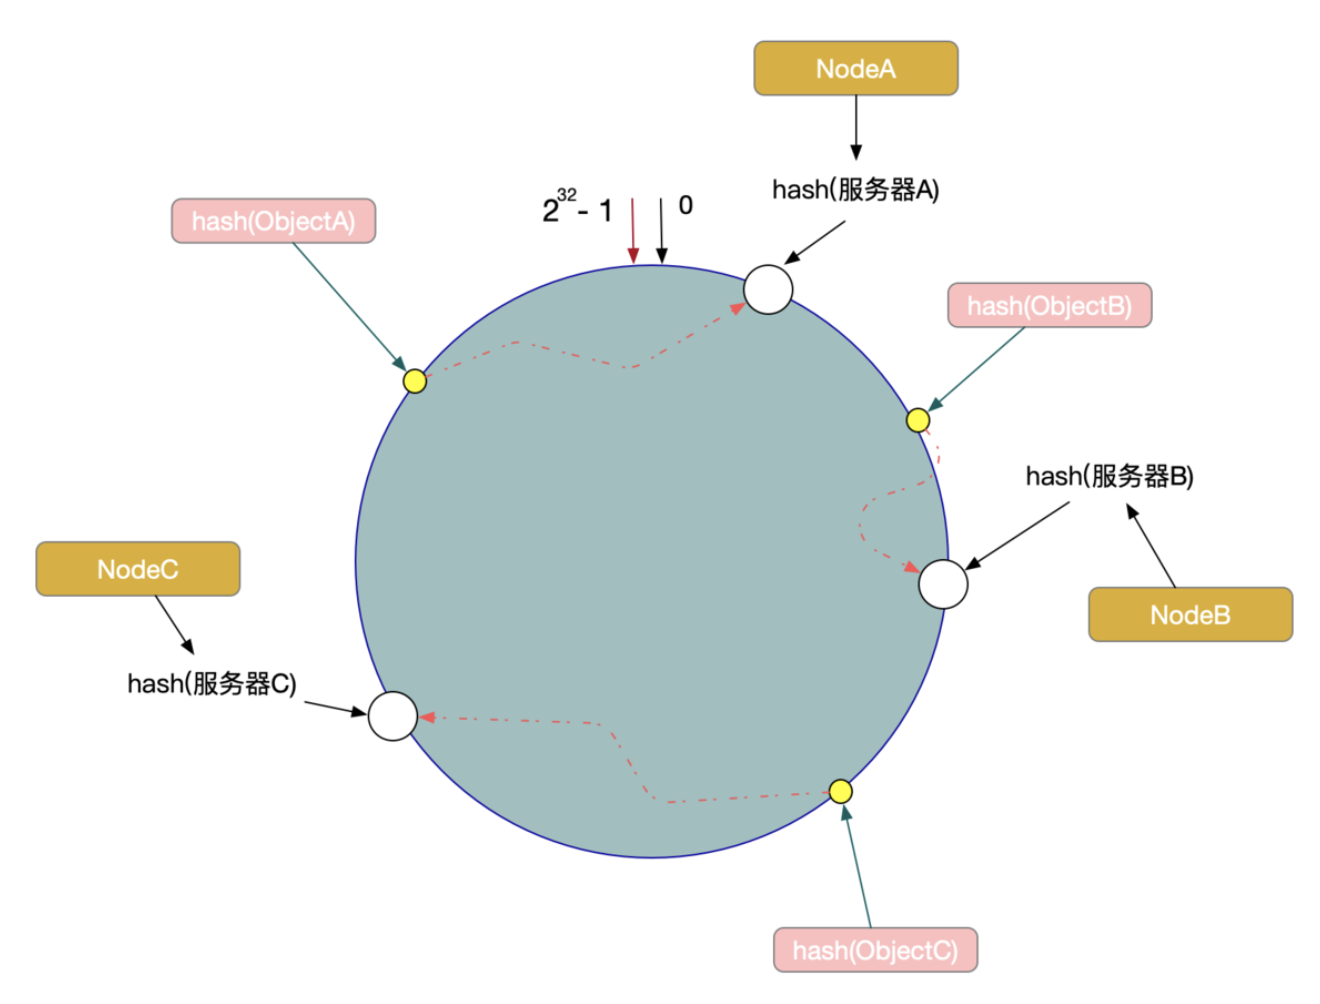 NodeA
hash(服务器A)
2^32 - 1
0
hash(ObjectA)
hash(ObjectB)
hash(服务器B)
NodeC
NodeB
hash(服务器C)
hash(ObjectC)